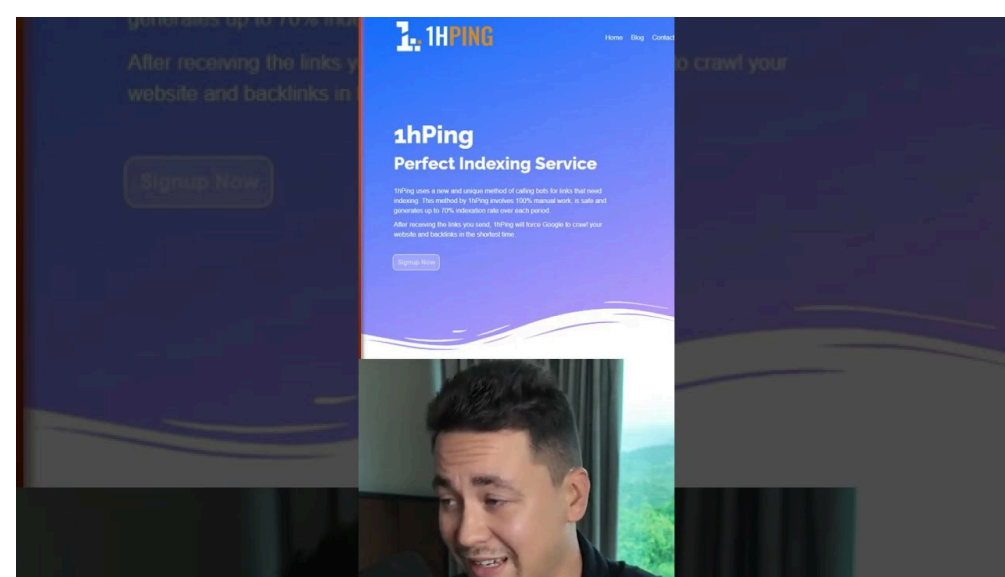 generates up to 70% inde
After receiving the links y
website and backlinks in t
Signup Now
1HPING
Home Blog Contact
1hPing
Perfect Indexing Service
1hPing uses a new and unique method of calling bots for links that need
indexing. This method by 1hPing involves 100% manual work, is safe and
generates up to 70% indexation rate over each period.
After receiving the links you send, 1hPing will force Google to crawl your
website and backlinks in the shortest time.
Signup Now
o crawl your